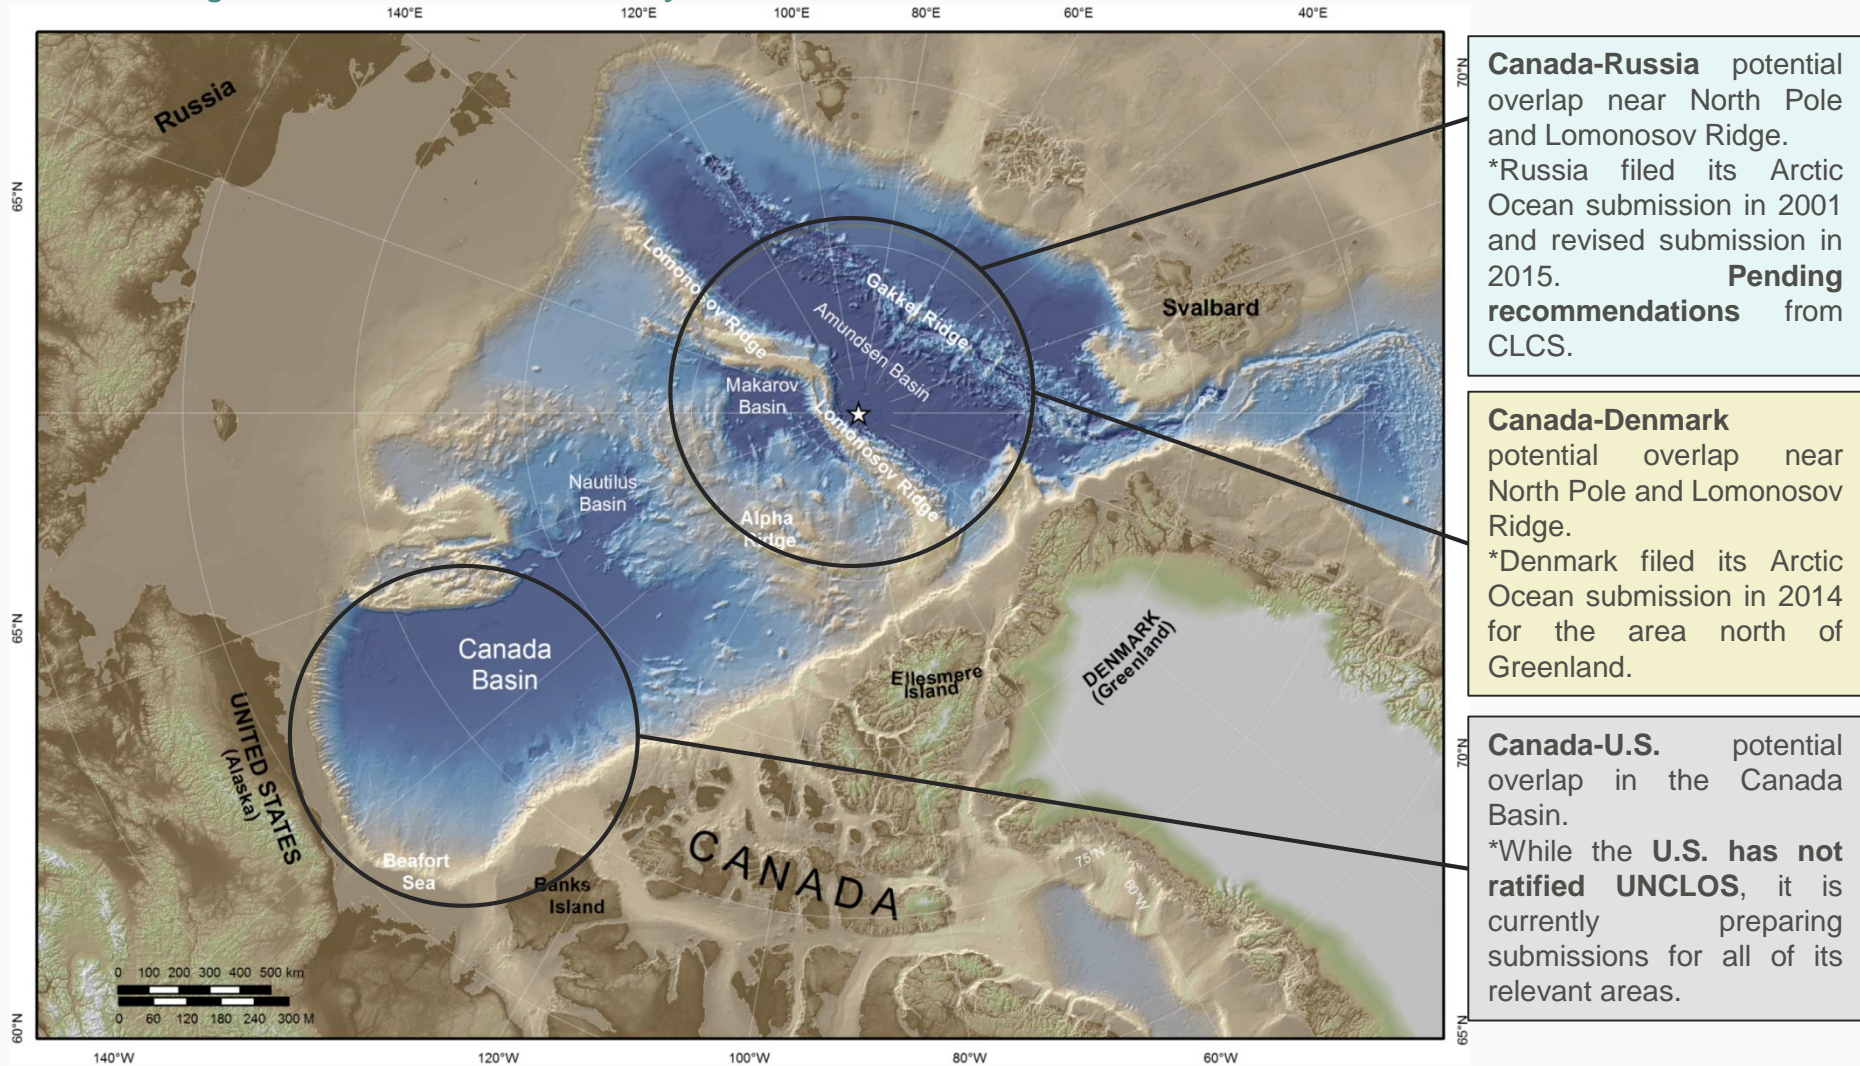 140°E
120°E
100°E
80°E
60°E
40°E
70°N
65°N
65°N
60°N
70°N
65°N
Russia
Lomonosov Ridge
Gakkel Ridge
Amundsen Basin
Svalbard
Makarov
Basin
Lomonosov Ridge
Nautilus
Basin
Alpha
Ridge
Canada
Basin
Ellesmere
Island
DENMARK
(Greenland)
UNITED STATES
(Alaska)
Beafort
Sea
Banks
Island
CANADA
75°N
60°W
0 100 200 300 400 500 km
0 60 120 180 240 300 M
140°W
120°W
100°W
80°W
60°W
Canada-Russia potential
overlap near North Pole
and Lomonosov Ridge.
*Russia filed its Arctic
Ocean submission in 2001
and revised submission in
2015. Pending
recommendations from
CLCS.
Canada-Denmark
potential overlap near
North Pole and Lomonosov
Ridge.
*Denmark filed its Arctic
Ocean submission in 2014
for the area north of
Greenland.
Canada-U.S. potential
overlap in the Canada
Basin.
*While the U.S. has not
ratified UNCLOS, it is
currently preparing
submissions for all of its
relevant areas.